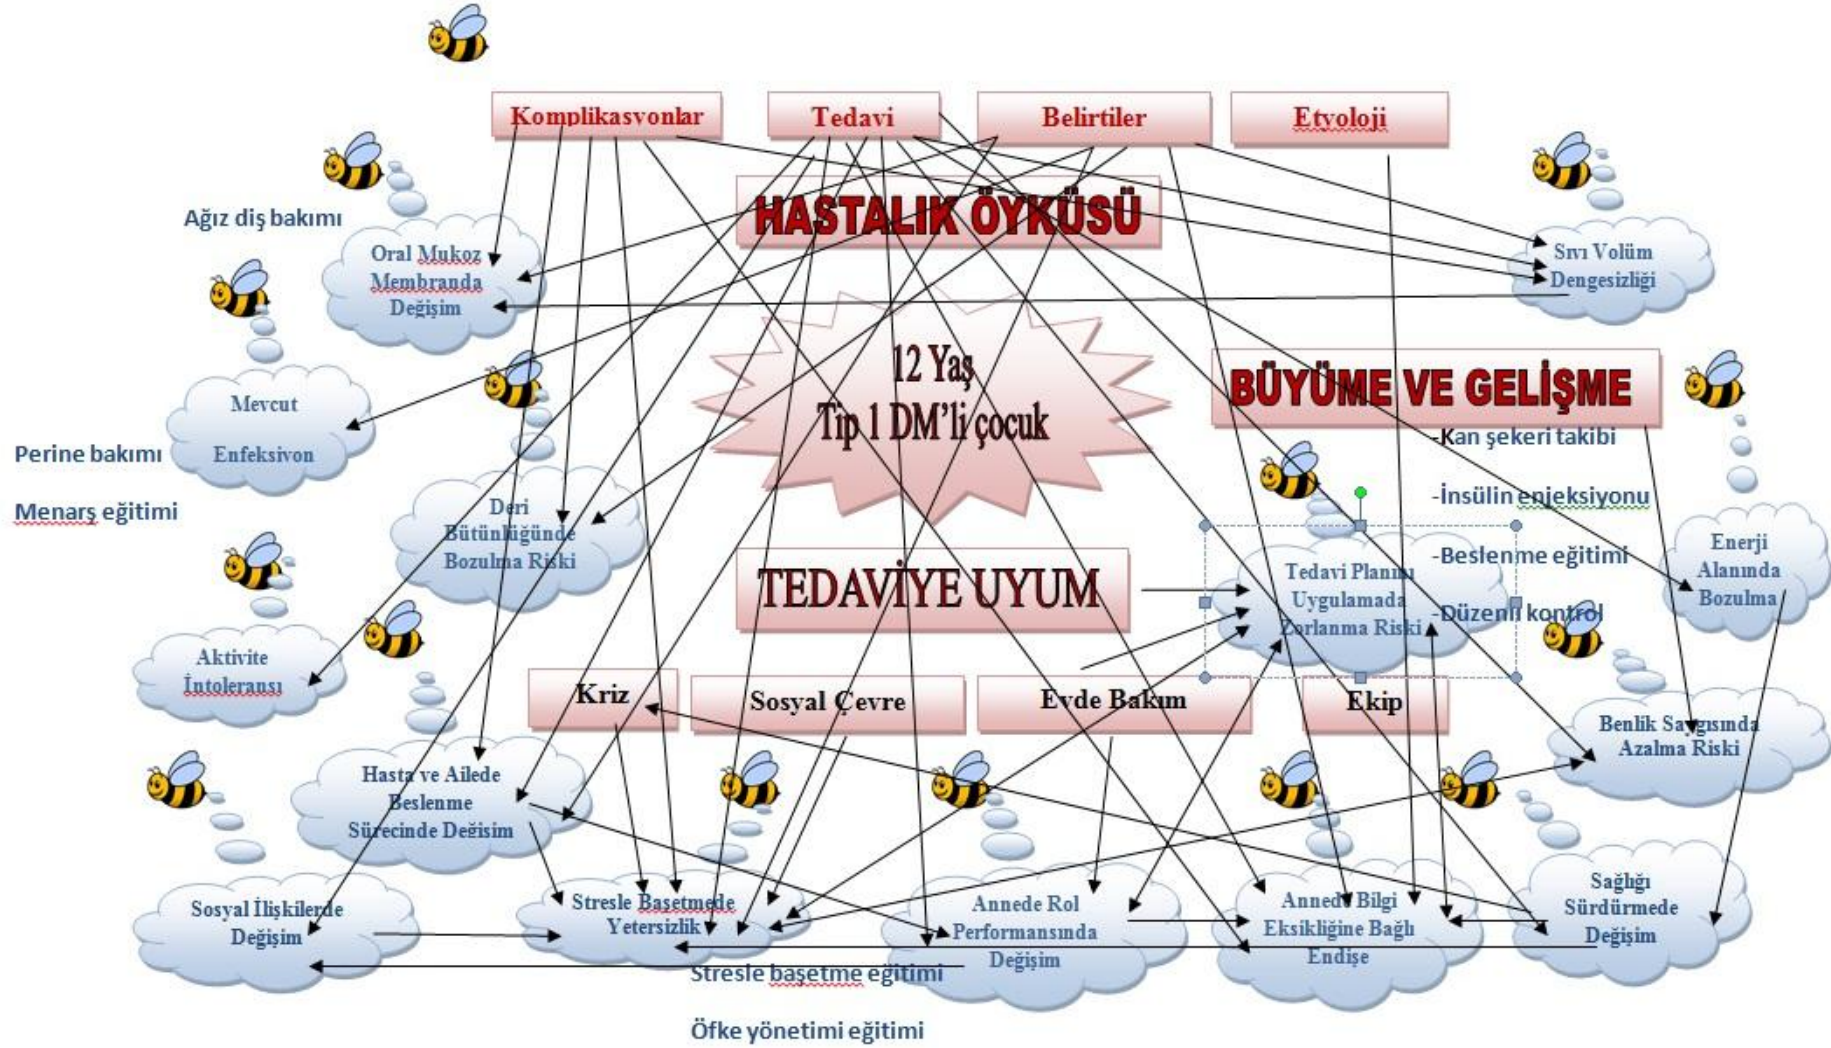 Komplikasyonlar
Tedavi
Belirtiler
Etyoloji
HASTALIK ÖYKÜSÜ
Ağız diş bakımı
Oral Mukoz
Membranda
Değişim
Sıvı Volüm
Dengesizliği
12 Yaş
Tip 1 DM'li çocuk
BÜYÜME VE GELİŞME
Mevcut
Enfeksiyon
Perine bakımı
Menarş eğitimi
-Kan şekeri takibi
-İnsülin enjeksiyonu
-Beslenme eğitimi
-Düzenli kontrol
Deri
Bütünlüğünde
Bozulma Riski
Enerji
Alanında
Bozulma
TEDAVİYE UYUM
Tedavi Planını
Uygulamada
Zorlanma Riski
Aktivite
İntoleransı
Kriz
Sosyal Çevre
Evde Bakım
Ekip
Benlik Saygısında
Azalma Riski
Hasta ve Ailede
Beslenme
Sürecinde Değişim
Sosyal İlişkilerde
Değişim
Stresle Başetmede
Yetersizlik
Annede Rol
Performansında
Değişim
Annede Bilgi
Eksikliğine Bağlı
Endişe
Sağlığı
Sürdürmede
Değişim
Stresle başetme eğitimi
Öfke yönetimi eğitimi